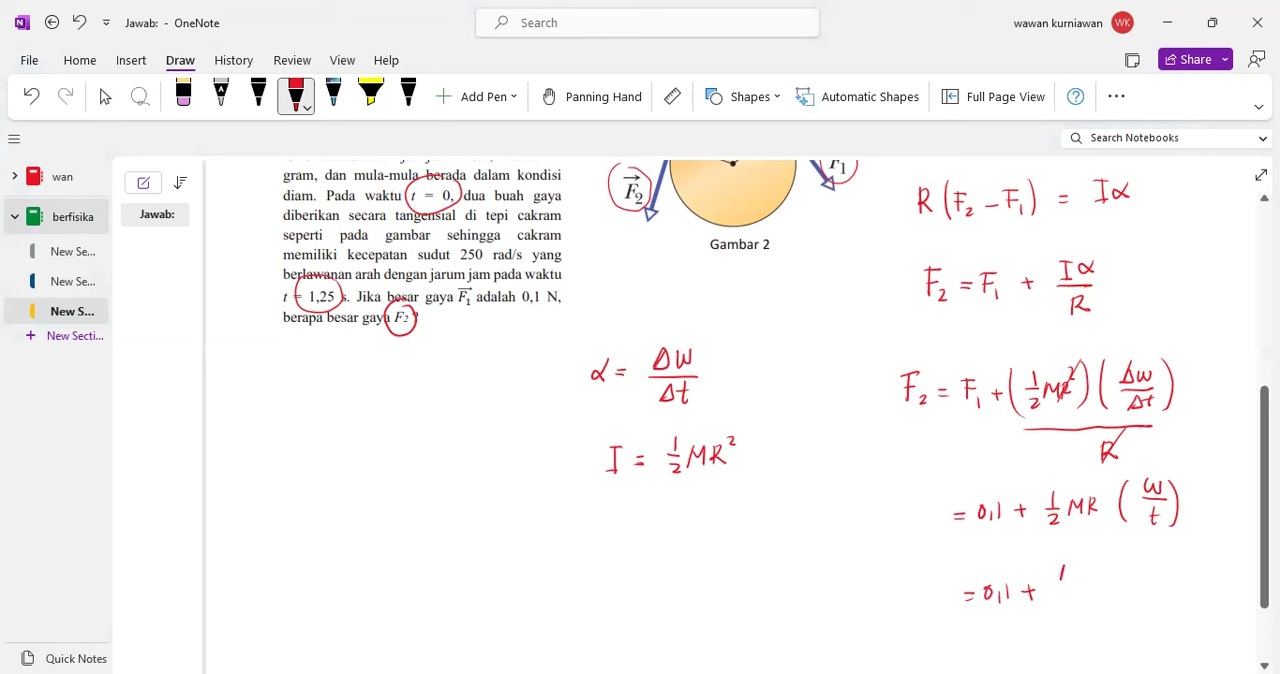 Jawab: - OneNote
Search
wawan kurniawan
WK
File Home Insert Draw History Review View Help
Share
Add Pen
Panning Hand
Shapes
Automatic Shapes
Full Page View
Search Notebooks
wan
berfisika
New Se...
New Se...
New S...
New Secti...
Quick Notes
Jawab:
gram, dan mula-mula berada dalam kondisi
diam. Pada waktu t = 0, dua buah gaya
diberikan secara tangensial di tepi cakram
seperti pada gambar sehingga cakram
memiliki kecepatan sudut 250 rad/s yang
berlawanan arah dengan jarum jam pada waktu
t = 1,25 s. Jika besar gaya F₁⃗ adalah 0,1 N,
berapa besar gaya F₂ ?
F₂⃗
F₁
Gambar 2
α = Δω/Δt
I = ½MR²
R(F₂ − F₁) = Iα
F₂ = F₁ + Iα/R
F₂ = F₁ + (½MR²)(Δω/Δt)/R
= 0,1 + ½MR (ω/t)
= 0,1 +